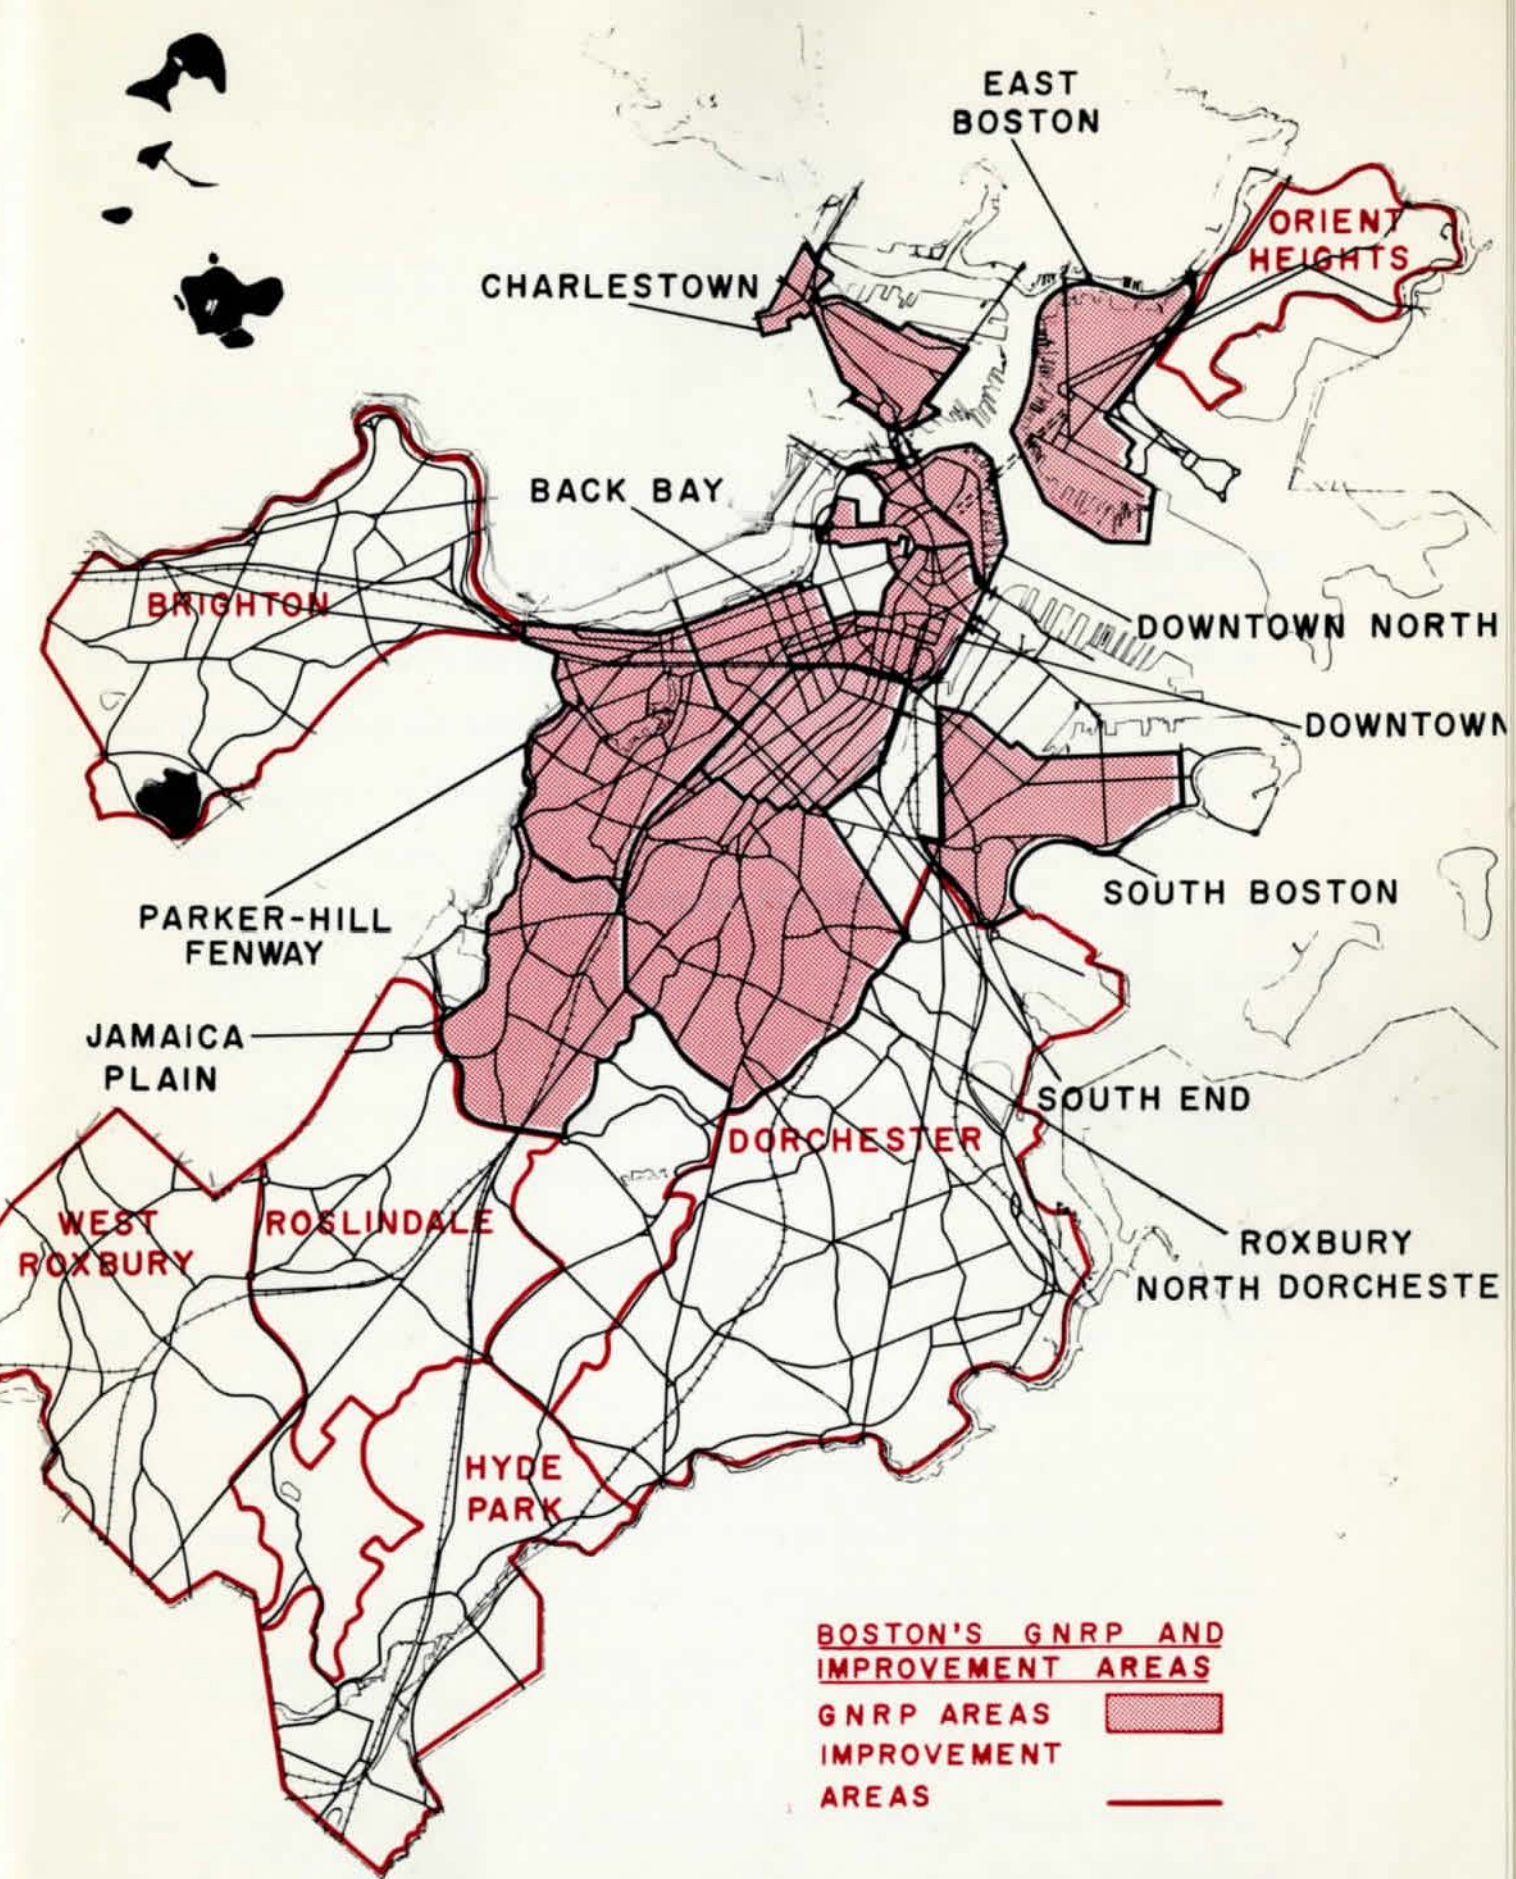 EAST
BOSTON
ORIENT
HEIGHTS
CHARLESTOWN
BACK BAY
BRIGHTON
DOWNTOWN NORTH
DOWNTOWN
PARKER-HILL
FENWAY
SOUTH BOSTON
JAMAICA
PLAIN
SOUTH END
DORCHESTER
WEST
ROXBURY
ROSLINDALE
ROXBURY
NORTH DORCHESTE
HYDE
PARK
BOSTON'S GNRP AND
IMPROVEMENT AREAS
GNRP AREAS
IMPROVEMENT
AREAS